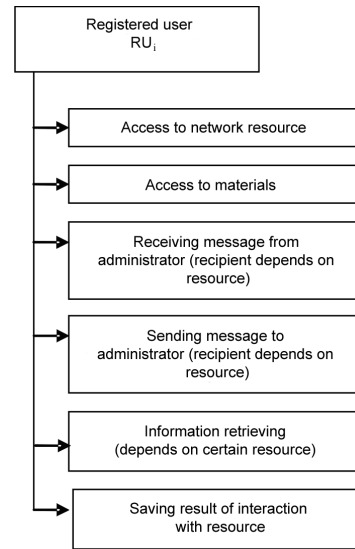 Registered user
RUi
Access to network resource
Access to materials
Receiving message from
administrator (recipient depends on
resource)
Sending message to
administrator (recipient depends on
resource)
Information retrieving
(depends on certain resource)
Saving result of interaction
with resource